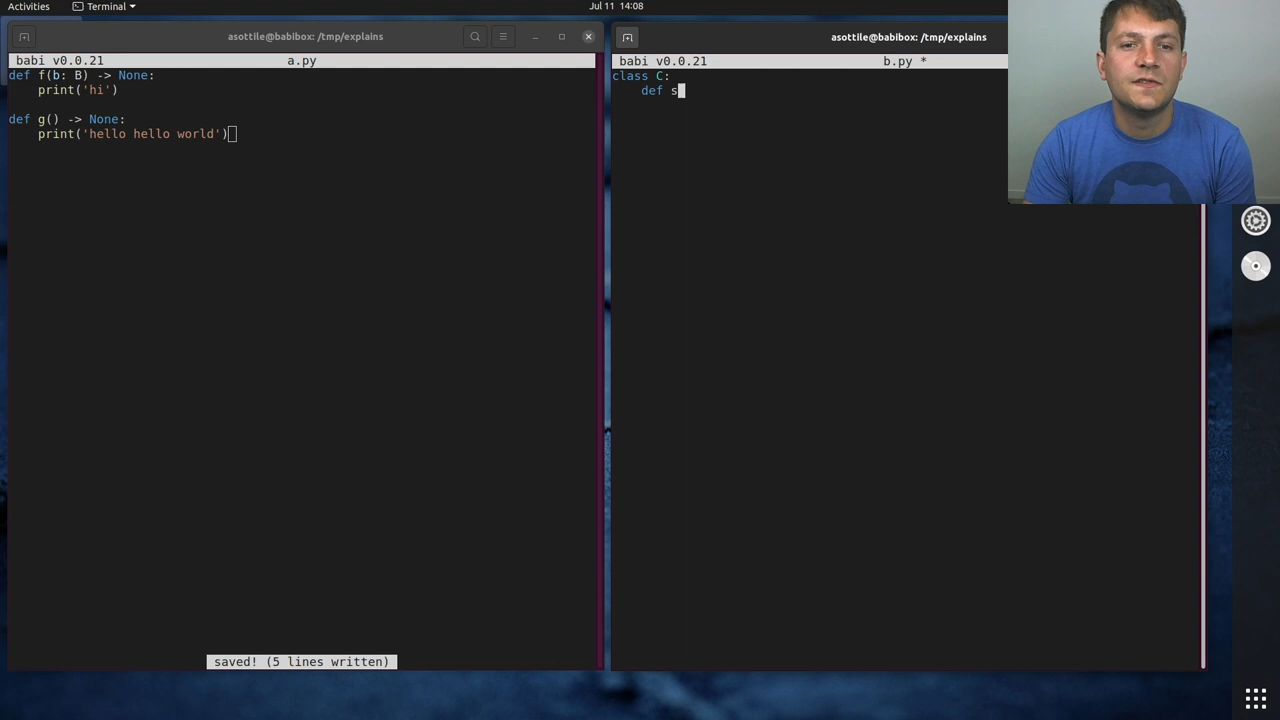 Activities
Terminal
Jul 11 14:08
asottile@babibox: /tmp/explains
babi v0.0.21 a.py
def f(b: B) -> None:
    print('hi')
def g() -> None:
    print('hello hello world')
saved! (5 lines written)
asottile@babibox: /tmp/explains
babi v0.0.21 b.py *
class C:
    def s